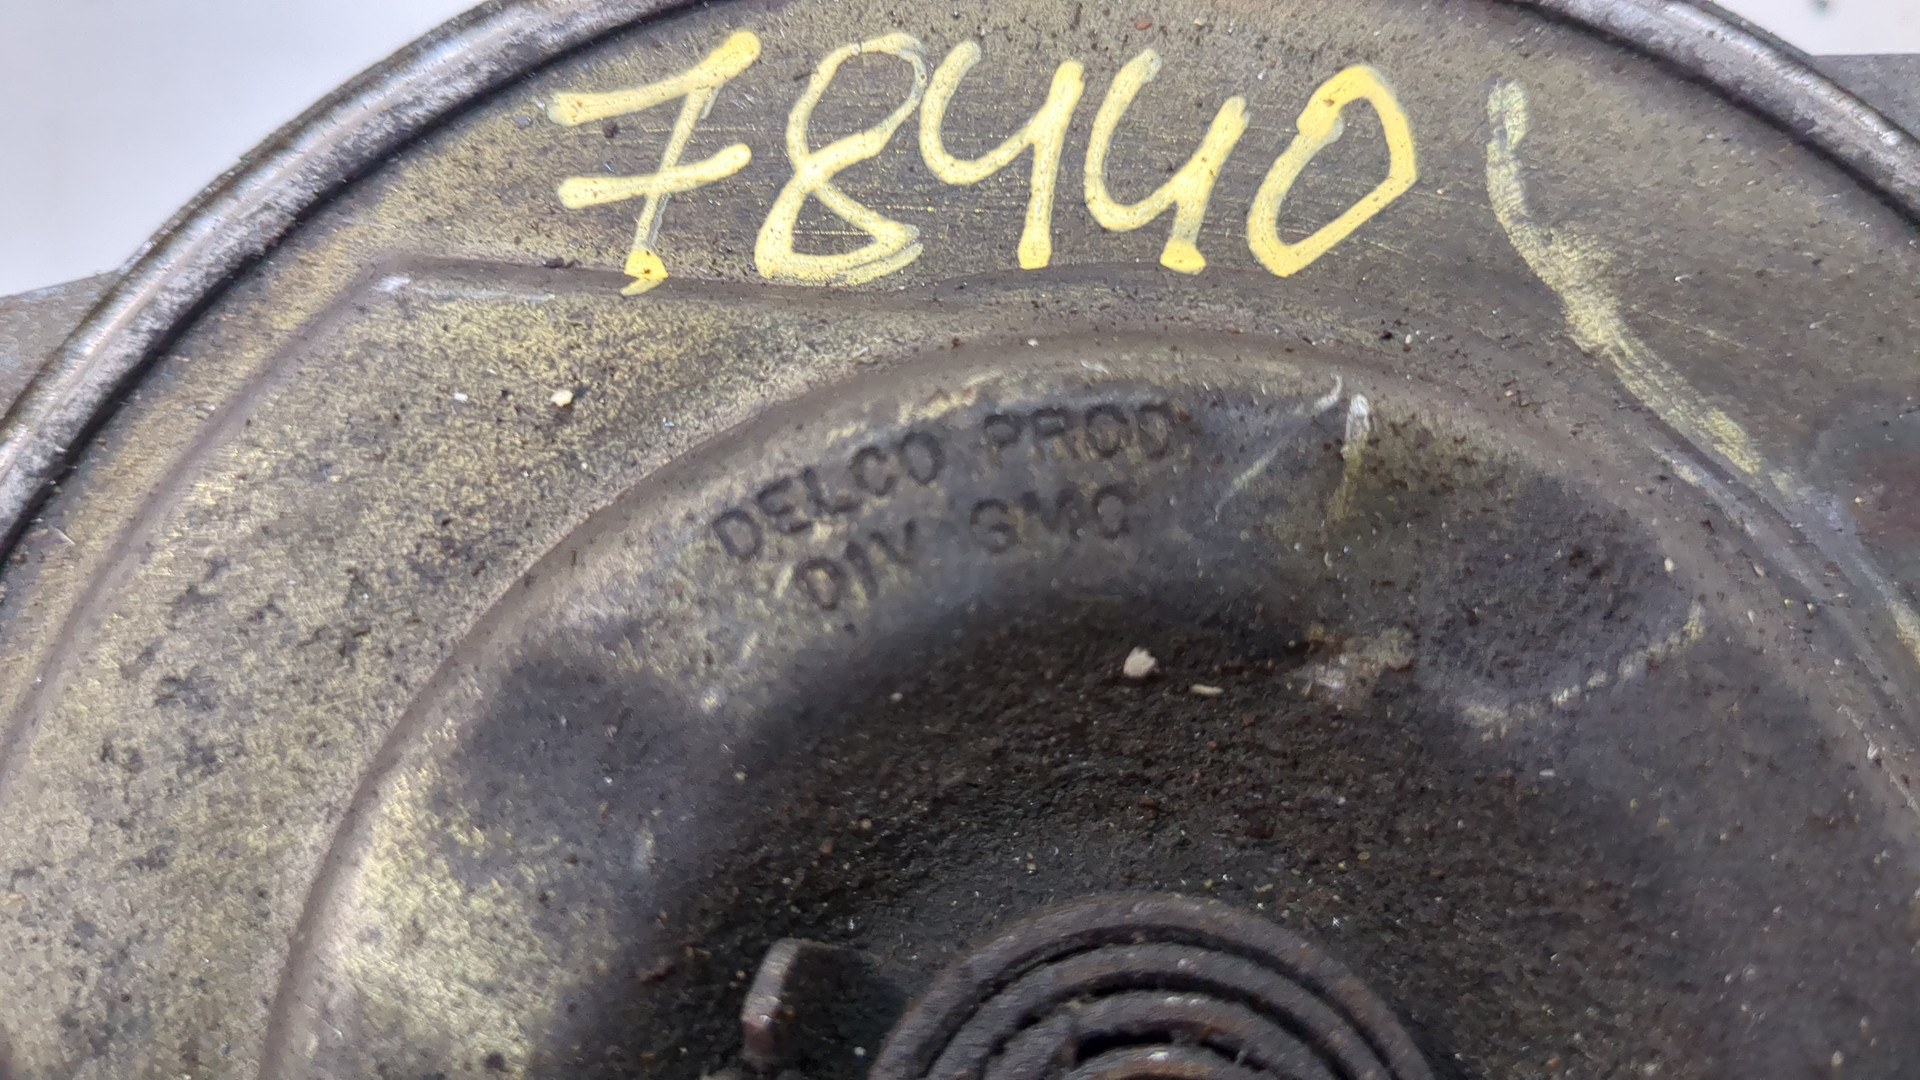 78440
DELCO PROD
DIV GMC